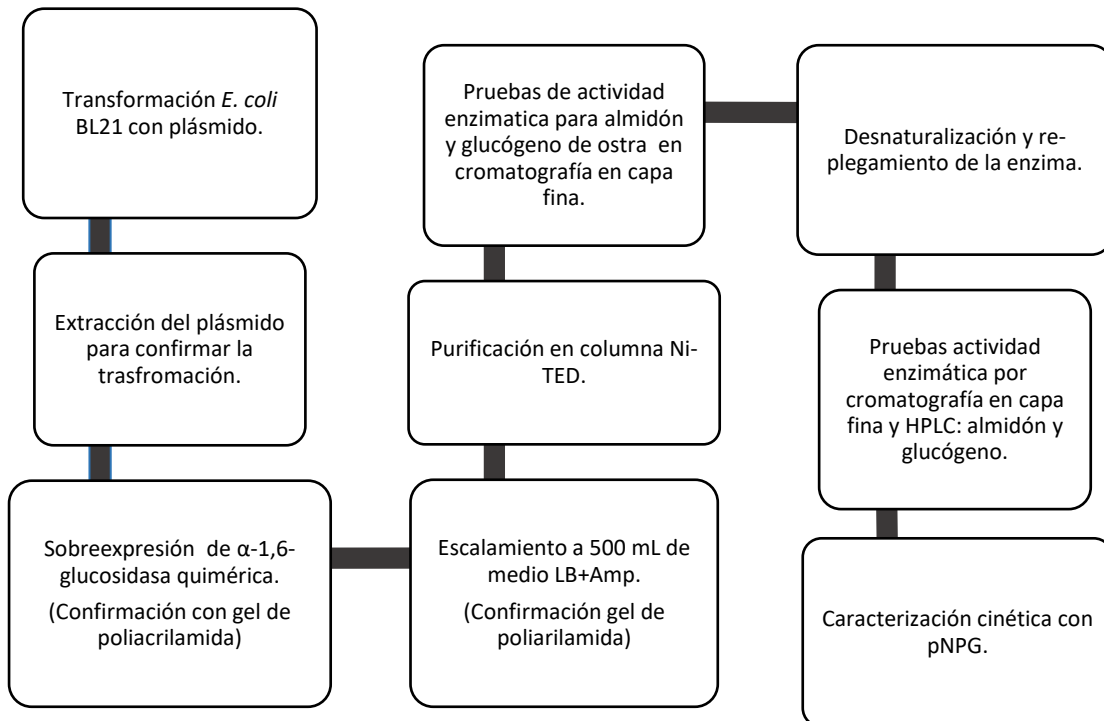 Transformación E. coli
BL21 con plásmido.
Extracción del plásmido
para confirmar la
trasfromación.
Sobreexpresión de α-1,6-
glucosidasa quimérica.
(Confirmación con gel de
poliacrilamida)
Escalamiento a 500 mL de
medio LB+Amp.
(Confirmación gel de
poliarilamida)
Purificación en columna Ni-
TED.
Pruebas de actividad
enzimatica para almidón
y glucógeno de ostra en
cromatografía en capa
fina.
Desnaturalización y re-
plegamiento de la enzima.
Pruebas actividad
enzimática por
cromatografía en capa
fina y HPLC: almidón y
glucógeno.
Caracterización cinética con
pNPG.